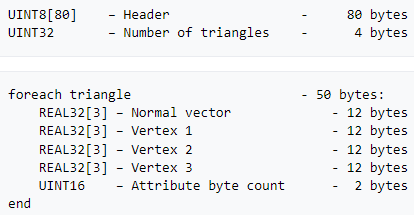 UINT8[80]    – Header                 -     80 bytes
UINT32       – Number of triangles    -      4 bytes
foreach triangle                      - 50 bytes:
    REAL32[3] – Normal vector             - 12 bytes
    REAL32[3] – Vertex 1                  - 12 bytes
    REAL32[3] – Vertex 2                  - 12 bytes
    REAL32[3] – Vertex 3                  - 12 bytes
    UINT16    – Attribute byte count      -  2 bytes
end